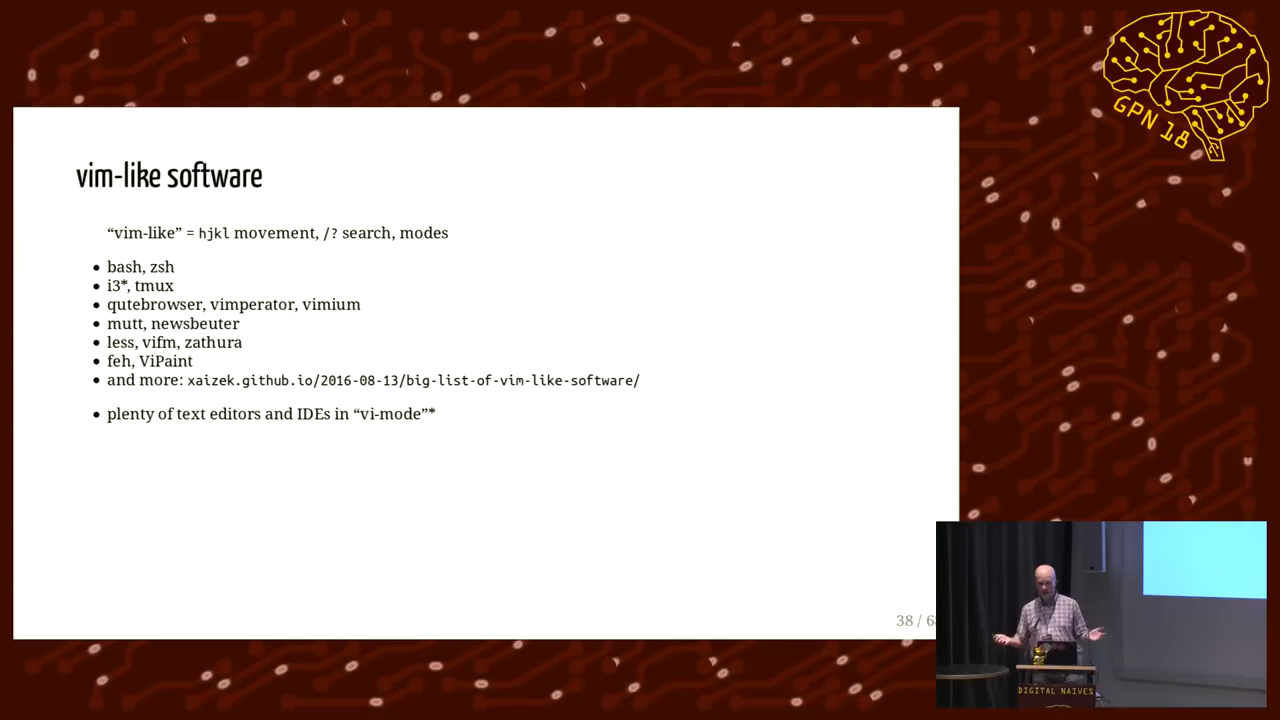 GPN 18
vim-like software
“vim-like” = hjkl movement, /? search, modes
• bash, zsh
• i3*, tmux
• qutebrowser, vimperator, vimium
• mutt, newsbeuter
• less, vifm, zathura
• feh, ViPaint
• and more: xaizek.github.io/2016-08-13/big-list-of-vim-like-software/
• plenty of text editors and IDEs in “vi-mode”*
38 / 6
DIGITAL NAIVES